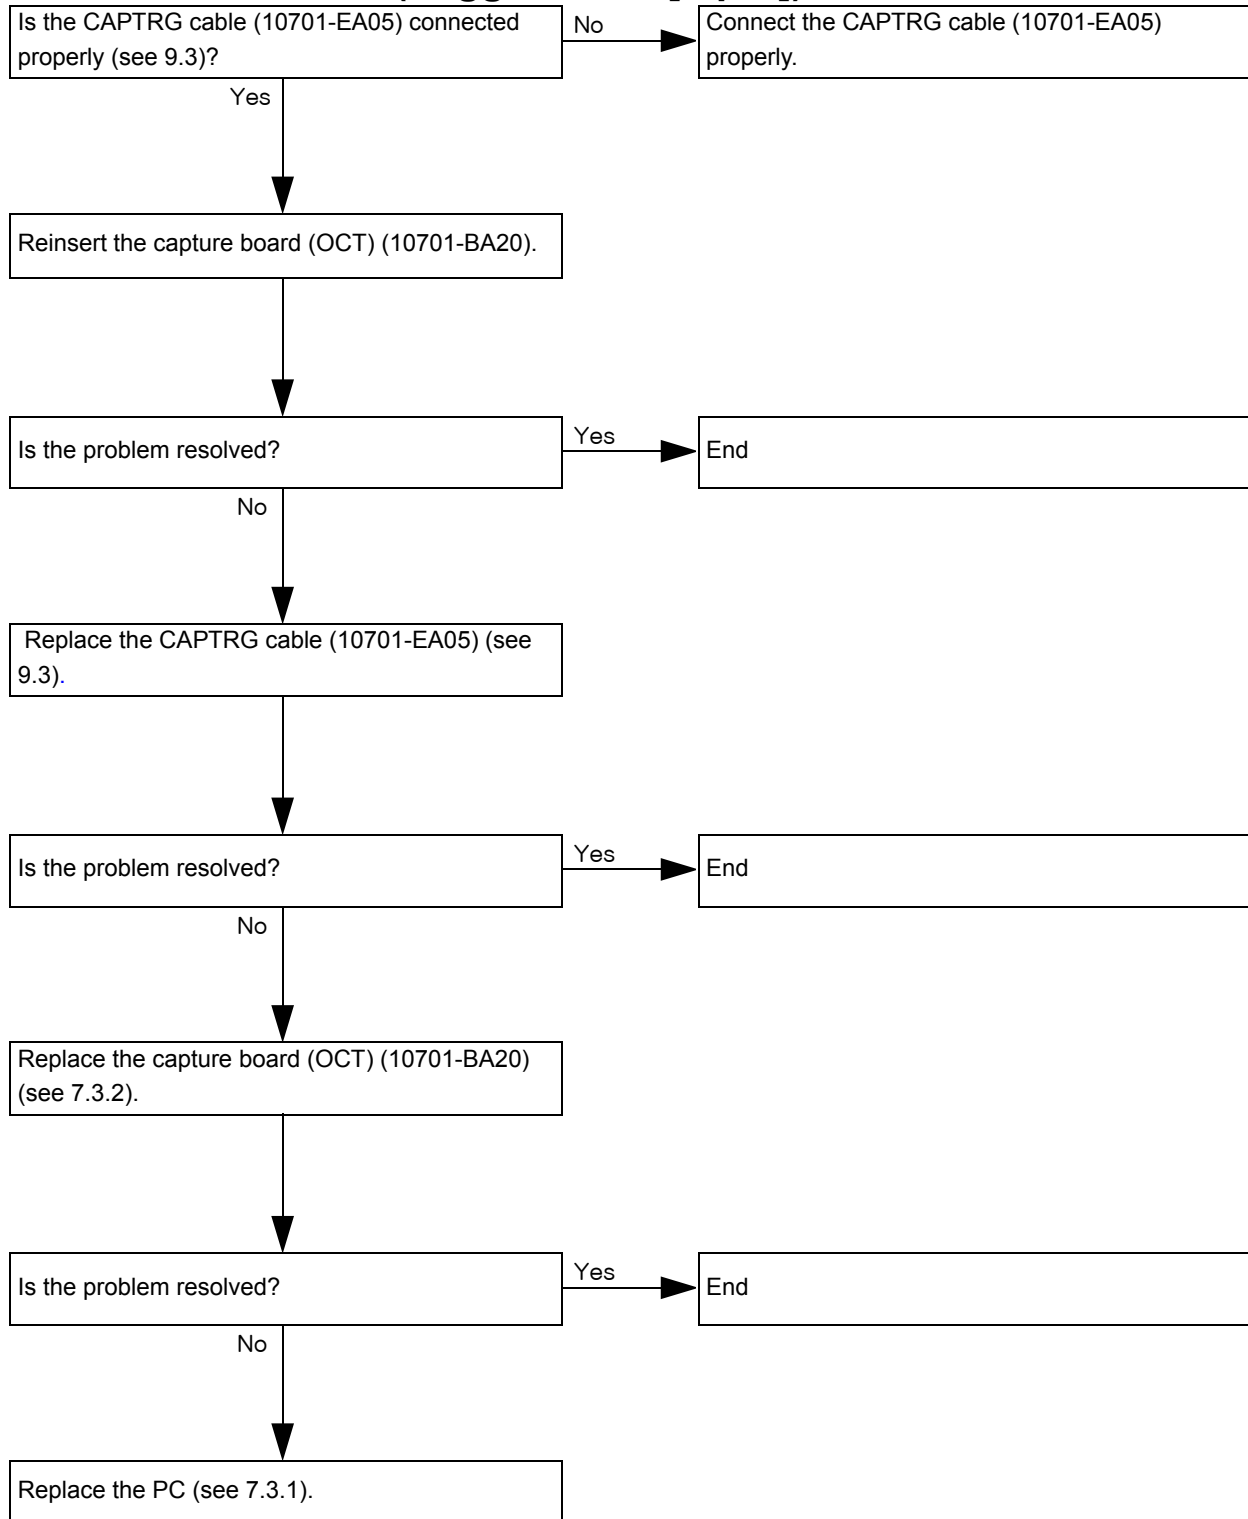 Is the CAPTRG cable (10701-EA05) connected
properly (see 9.3)?
No
Connect the CAPTRG cable (10701-EA05)
properly.
Yes
Reinsert the capture board (OCT) (10701-BA20).
Is the problem resolved?
Yes
End
No
Replace the CAPTRG cable (10701-EA05) (see
9.3).
Is the problem resolved?
Yes
End
No
Replace the capture board (OCT) (10701-BA20)
(see 7.3.2).
Is the problem resolved?
Yes
End
No
Replace the PC (see 7.3.1).